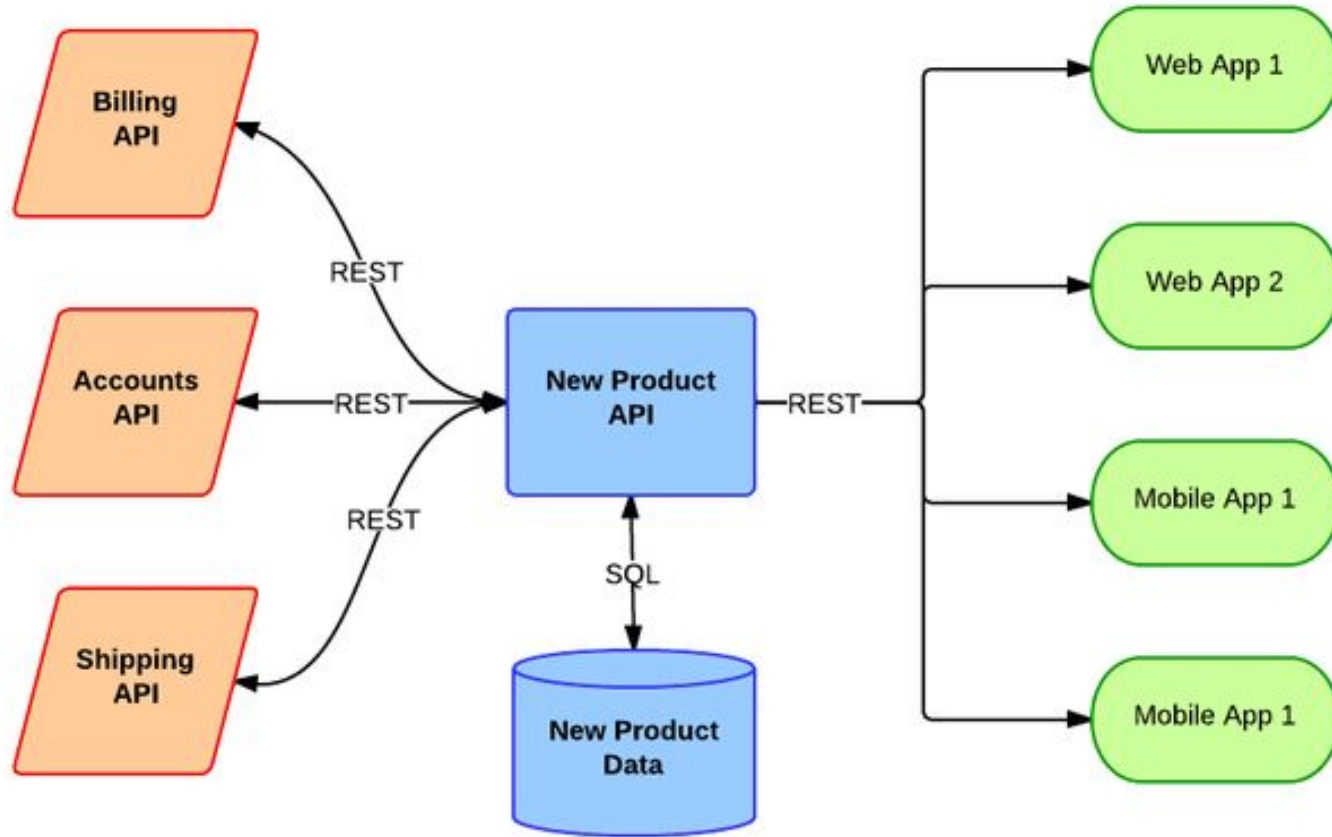 Billing
API
REST
Accounts
API
REST
REST
Shipping
API
New Product
API
SQL
New Product
Data
REST
Web App 1
Web App 2
Mobile App 1
Mobile App 1